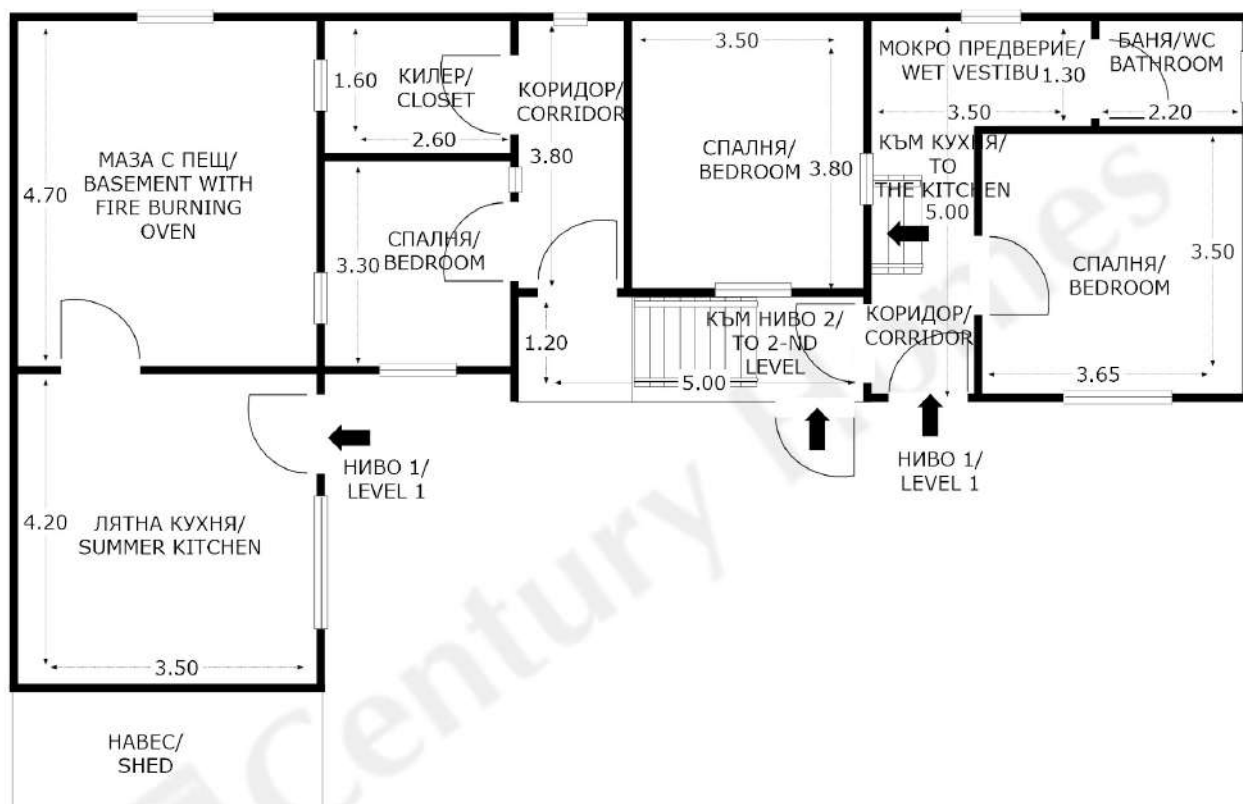 1.60
КИЛЕР/
CLOSET
2.60
КОРИДОР/
CORRIDOR
3.80
3.50
СПАЛНЯ/
BEDROOM
3.80
МОКРО ПРЕДВЕРИЕ/
WET VESTIBU
1.30
3.50
БАНЯ/WC
BATHROOM
2.20
КЪМ КУХНЯ/
TO
THE KITCHEN
5.00
МАЗА С ПЕЩ/
BASEMENT WITH
FIRE BURNING
OVEN
4.70
СПАЛНЯ/
BEDROOM
3.30
СПАЛНЯ/
BEDROOM
3.50
3.65
1.20
КЪМ НИВО 2/
TO 2-ND
LEVEL
5.00
КОРИДОР/
CORRIDOR
НИВО 1/
LEVEL 1
НИВО 1/
LEVEL 1
4.20
ЛЯТНА КУХНЯ/
SUMMER KITCHEN
3.50
НАВЕС/
SHED
Century Homes